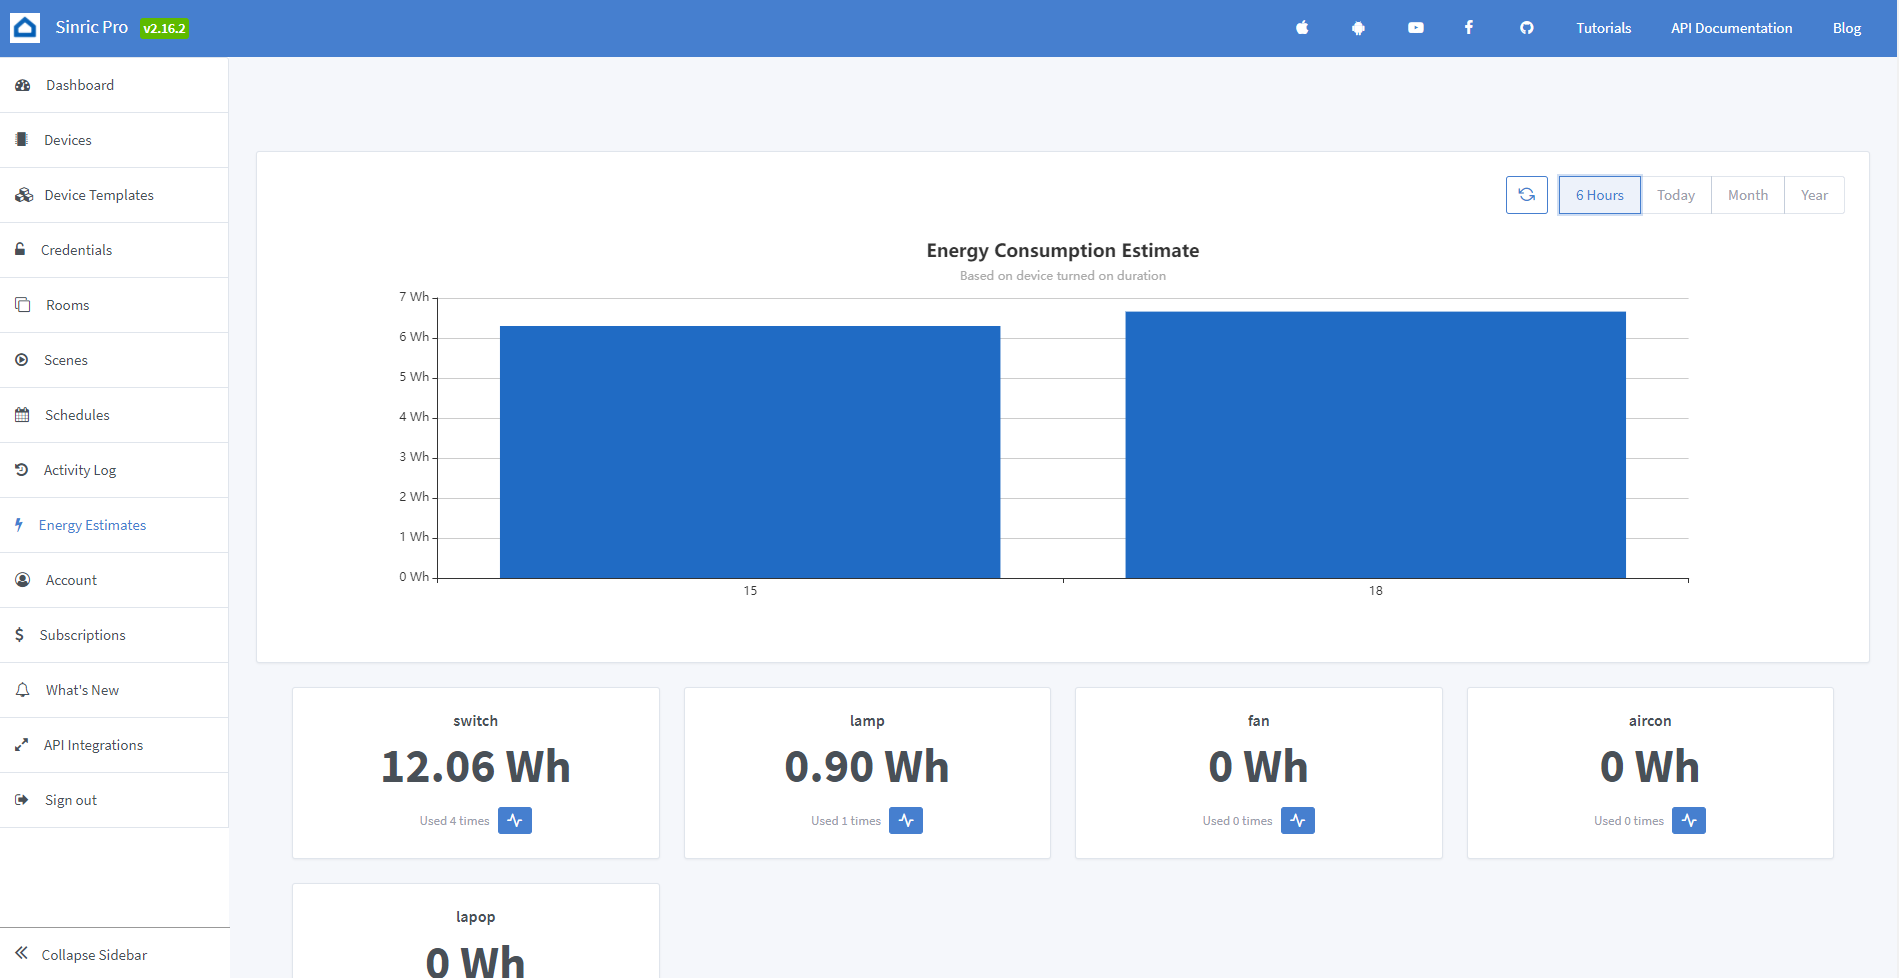 Sinric Pro v2.16.2
Tutorials
API Documentation
Blog
Dashboard
Devices
Device Templates
Credentials
Rooms
Scenes
Schedules
Activity Log
Energy Estimates
Account
Subscriptions
What's New
API Integrations
Sign out
Collapse Sidebar
6 Hours
Today
Month
Year
Energy Consumption Estimate
Based on device turned on duration
7 Wh
6 Wh
5 Wh
4 Wh
3 Wh
2 Wh
1 Wh
0 Wh
15
18
switch
12.06 Wh
Used 4 times
lamp
0.90 Wh
Used 1 times
fan
0 Wh
Used 0 times
aircon
0 Wh
Used 0 times
lapop
0 Wh